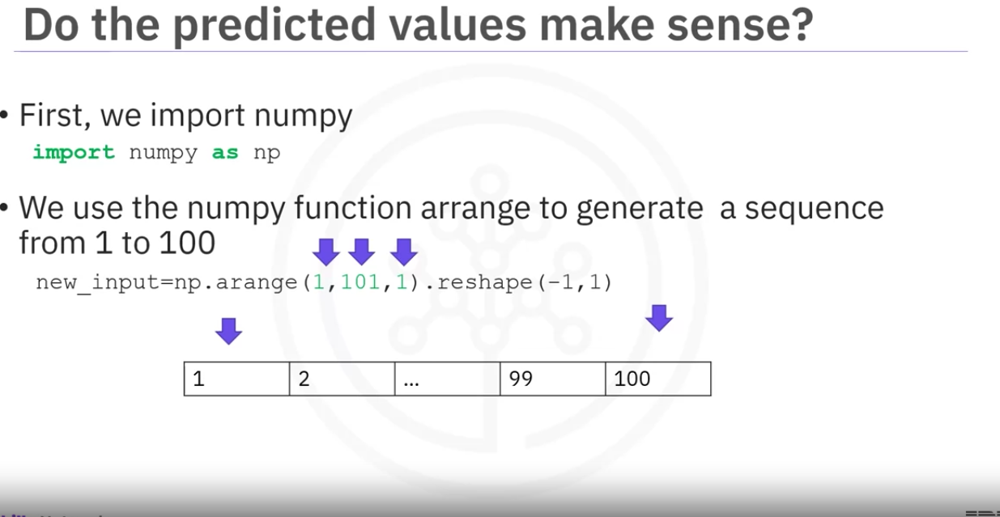 Do the predicted values make sense?
• First, we import numpy
import numpy as np
• We use the numpy function arrange to generate a sequence
from 1 to 100
new_input=np.arange(1,101,1).reshape(-1,1)
1 2 ... 99 100